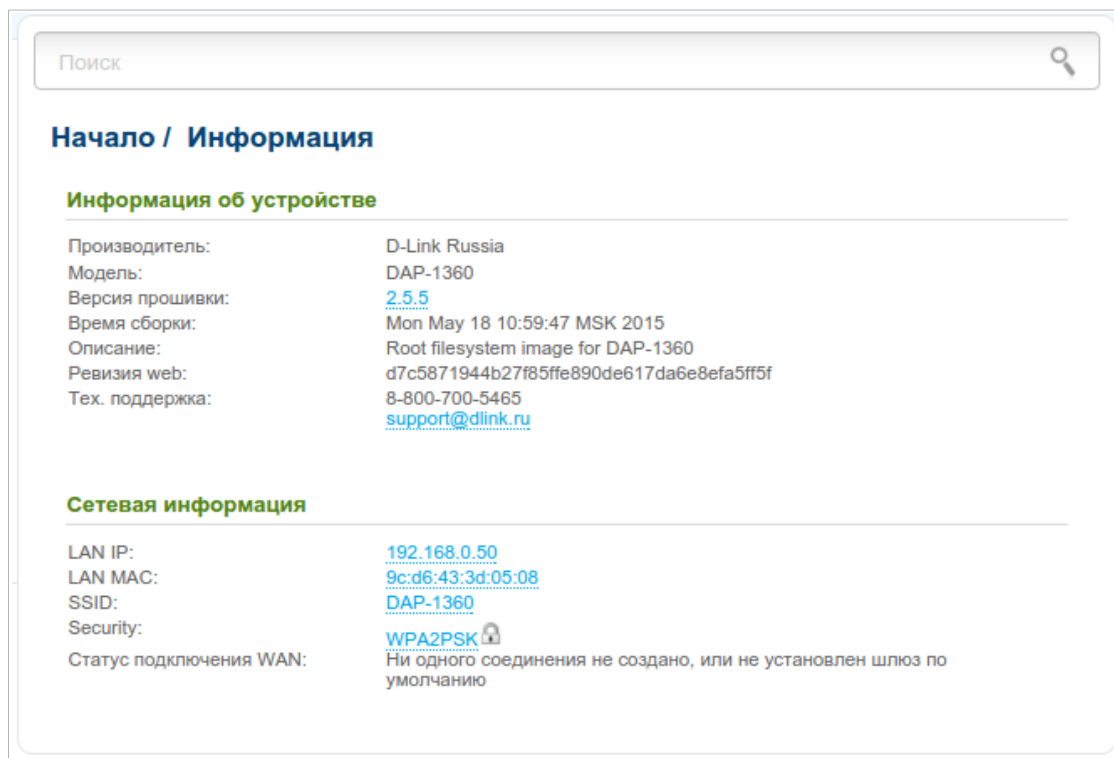 Поиск
Начало / Информация
Информация об устройстве
Производитель: D-Link Russia
Модель: DAP-1360
Версия прошивки: 2.5.5
Время сборки: Mon May 18 10:59:47 MSK 2015
Описание: Root filesystem image for DAP-1360
Ревизия web: d7c5871944b27f85ffe890de617da6e8efa5ff5f
Тех. поддержка: 8-800-700-5465
support@dlink.ru
Сетевая информация
LAN IP: 192.168.0.50
LAN MAC: 9c:d6:43:3d:05:08
SSID: DAP-1360
Security: WPA2PSK
Статус подключения WAN: Ни одного соединения не создано, или не установлен шлюз по
умолчанию